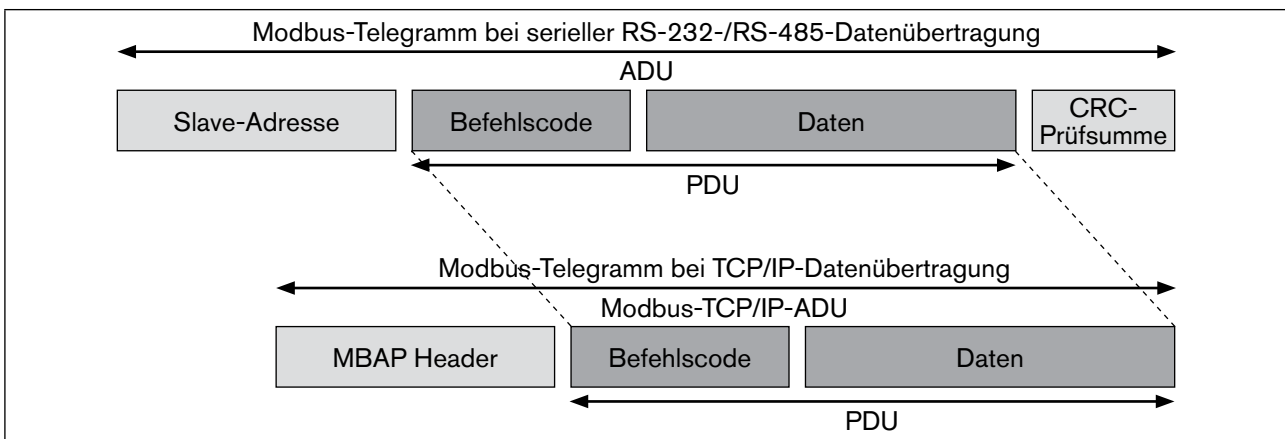 Modbus-Telegramm bei serieller RS-232-/RS-485-Datenübertragung
ADU
Slave-Adresse
Befehlscode
Daten
CRC-
Prüfsumme
PDU
Modbus-Telegramm bei TCP/IP-Datenübertragung
Modbus-TCP/IP-ADU
MBAP Header
Befehlscode
Daten
PDU